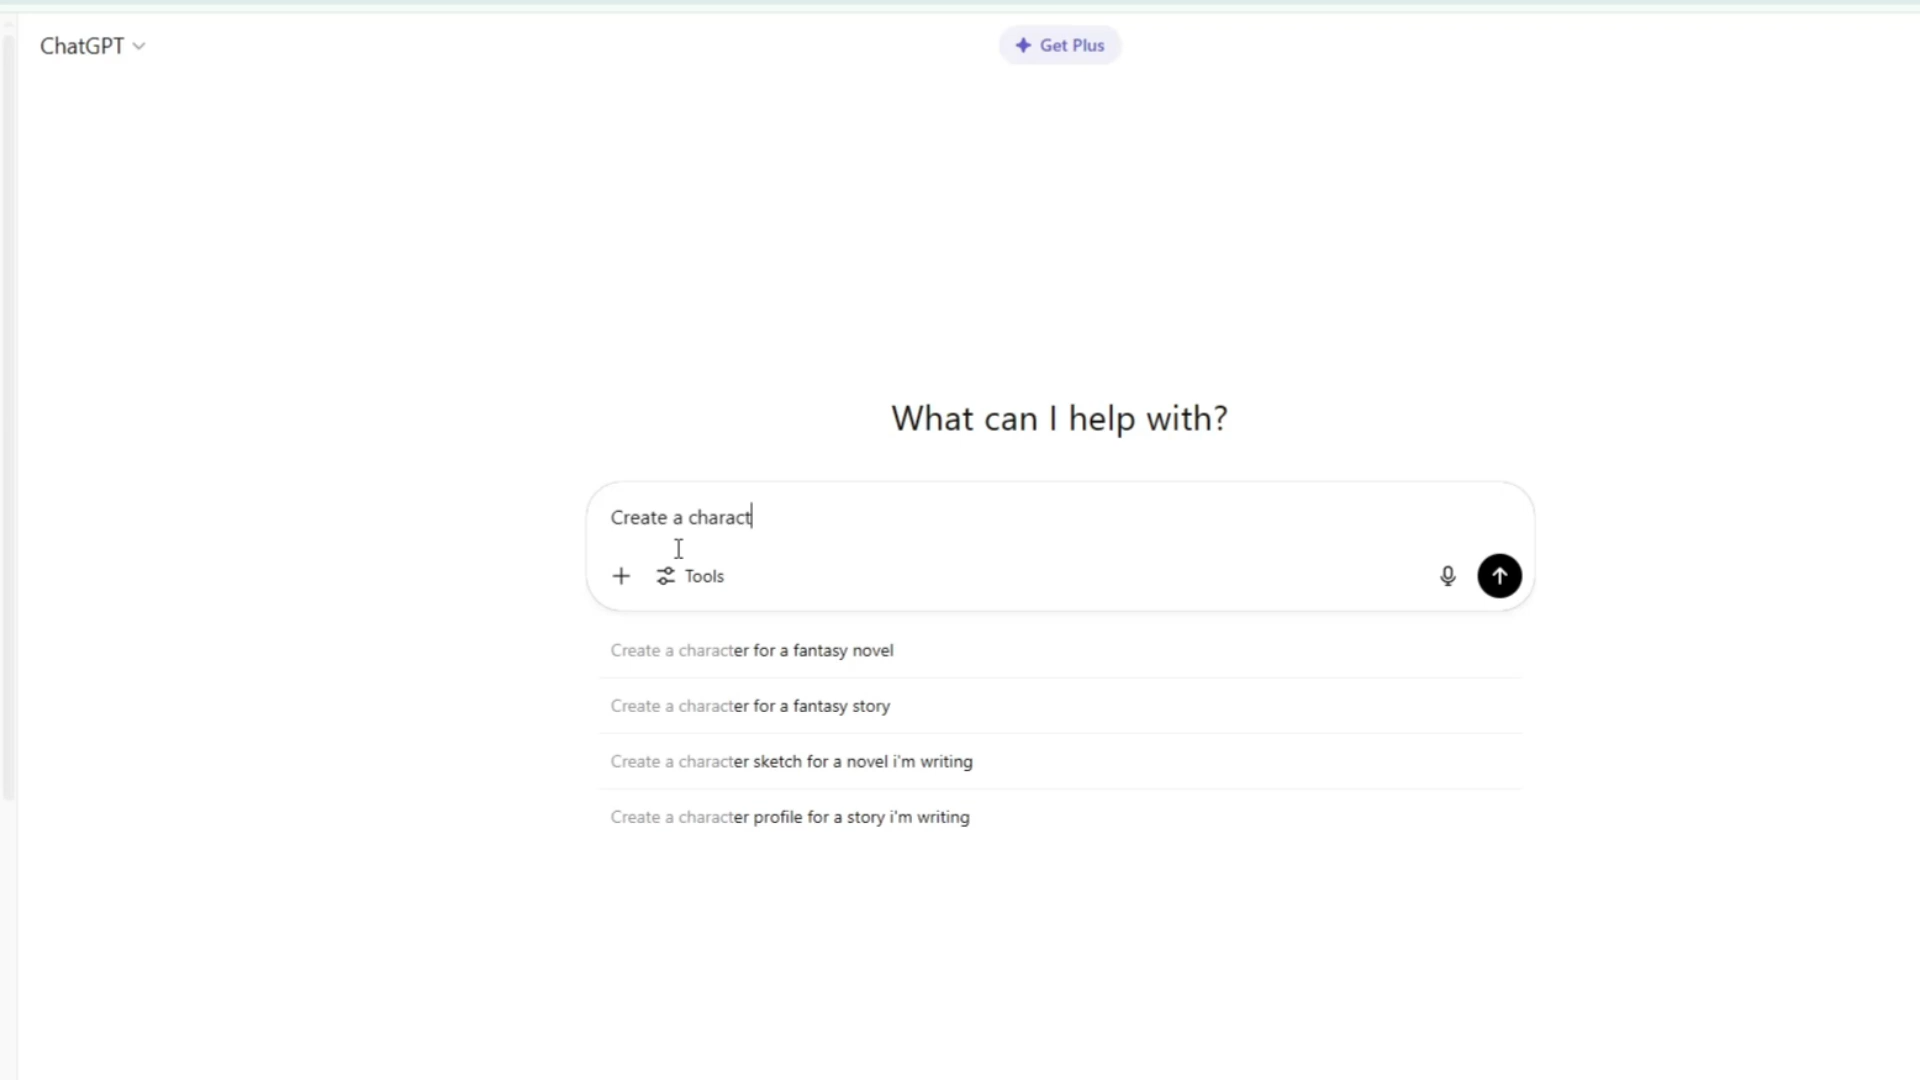 ChatGPT
Get Plus
What can I help with?
Create a charact
Tools
Create a character for a fantasy novel
Create a character for a fantasy story
Create a character sketch for a novel i'm writing
Create a character profile for a story i'm writing